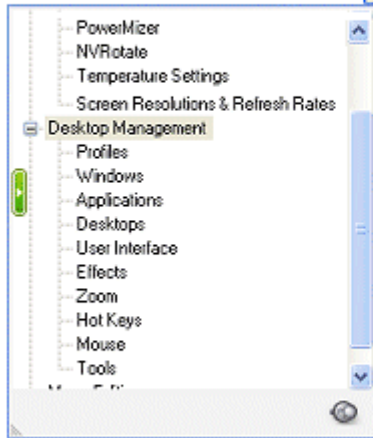 PowerMizer
NVRotate
Temperature Settings
Screen Resolutions & Refresh Rates
Desktop Management
Profiles
Windows
Applications
Desktops
User Interface
Effects
Zoom
Hot Keys
Mouse
Tools